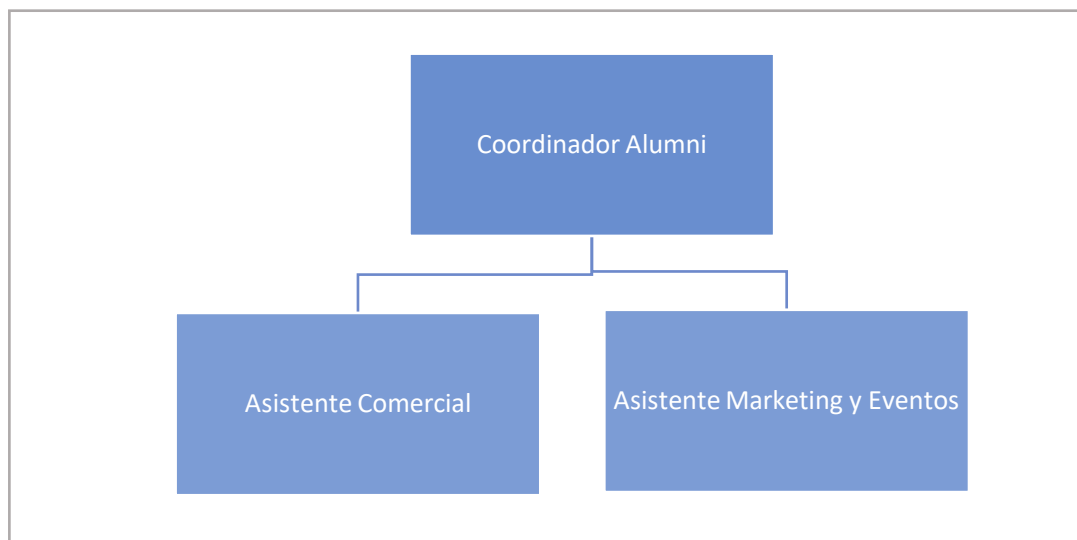 Coordinador Alumni
Asistente Comercial
Asistente Marketing y Eventos